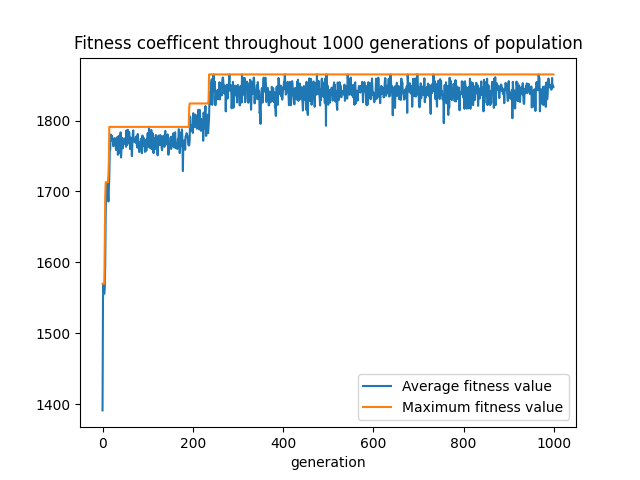 Fitness coefficent throughout 1000 generations of population
1800
1700
1600
1500
1400
0 200 400 600 800 1000
generation
Average fitness value
Maximum fitness value